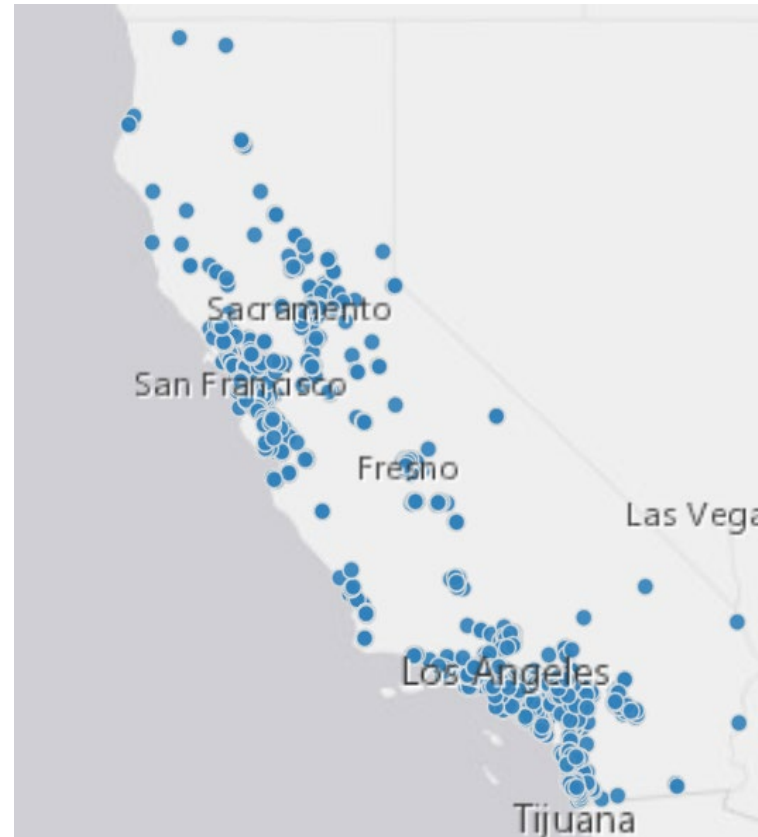 Sacramento
San Francisco
Fresno
Las Vega
Los Angeles
Tijuana